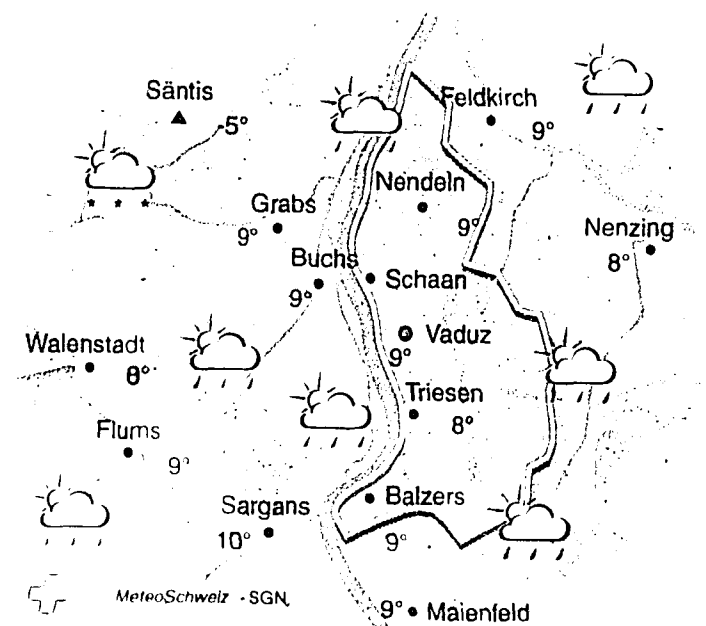 Säntis
-5°
Feldkirch
9°
Nendeln
9°
Grabs
9°
Nenzing
8°
Buchs
9°
Schaan
Vaduz
9°
Walenstadt
8°
Triesen
8°
Flums
9°
Sargans
10°
Balzers
9°
MeteoSchweiz - SGN
9°
Maienfeld